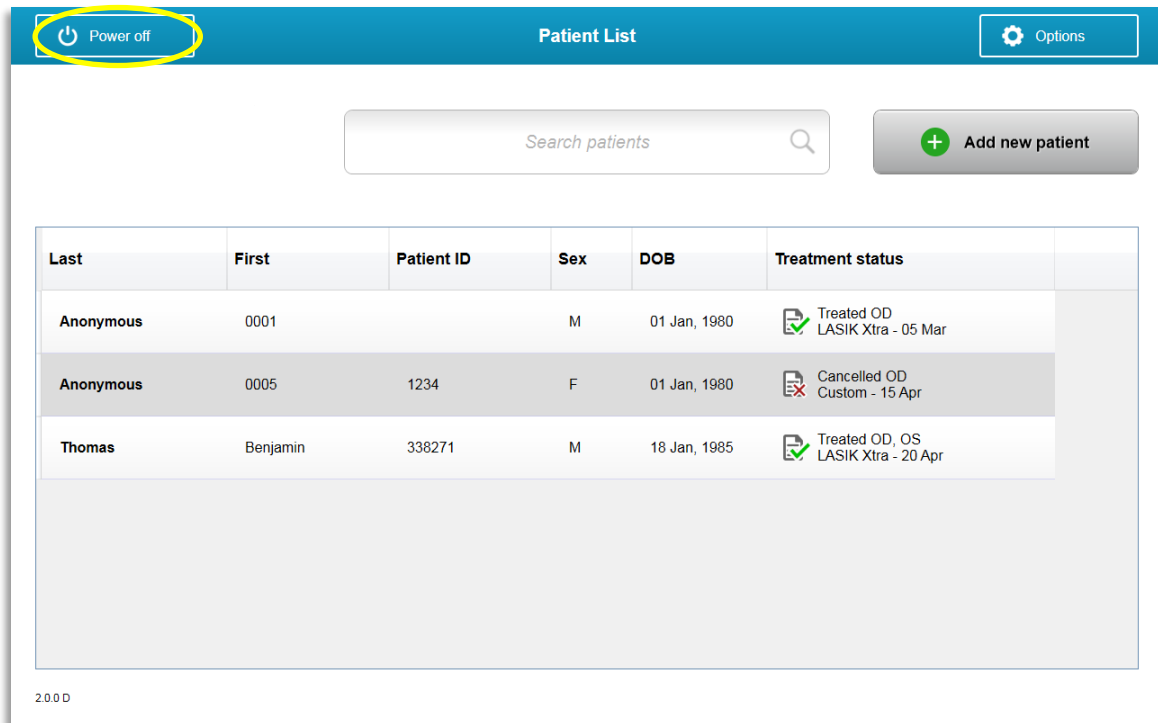 Power off
Patient List
Options
Search patients
Add new patient
Last First Patient ID Sex DOB Treatment status
Anonymous 0001 M 01 Jan, 1980 Treated OD
LASIK Xtra - 05 Mar
Anonymous 0005 1234 F 01 Jan, 1980 Cancelled OD
Custom - 15 Apr
Thomas Benjamin 338271 M 18 Jan, 1985 Treated OD, OS
LASIK Xtra - 20 Apr
2.0.0 D